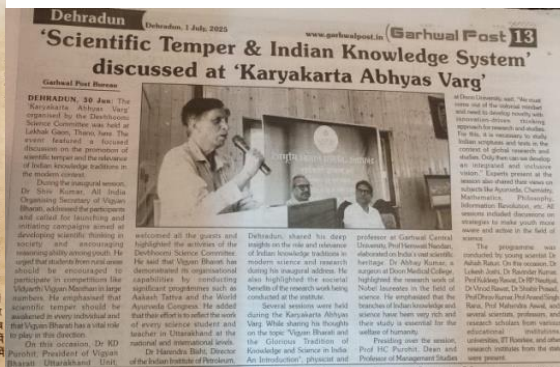 Dehradun
Dehradun, 1 July, 2025
www.garhwalpost.in
Garhwal Post 13
'Scientific Temper & Indian Knowledge System'
discussed at 'Karyakarta Abhyas Varg'
Garhwal Post Bureau
DEHRADUN, 30 Jun: The
'Karyakarta Abhyas Varg'
organised by the Devbhoomi
Science Committee was held at
Lekhak Gaon, Thano, here. The
event featured a focused
discussion on the promotion of
scientific temper and the relevance
of Indian knowledge traditions in
the modern context.
During the inaugural session,
Dr Shiv Kumar, All India
Organising Secretary of Vigyan
Bharati, addressed the participants
and called for launching and
initiating campaigns aimed at
developing scientific thinking in
society and encouraging
reasoning ability among youth. He
urged that students from rural areas
should be encouraged to
participate in competitions like
Vidyarthi Vigyan Manthan in large
numbers. He emphasised that
scientific temper should be
awakened in every individual and
that Vigyan Bharati has a vital role
to play in this direction.
On this occasion, Dr KD
Purohit, President of Vigyan
Bharati Uttarakhand Unit,
welcomed all the guests and
highlighted the activities of the
Devbhoomi Science Committee.
He said that Vigyan Bharati has
demonstrated its organisational
capabilities by conducting
significant programmes such as
Aakash Tattva and the World
Ayurveda Congress. He added
that their effort is to reflect the work
of every science student and
teacher in Uttarakhand at the
national and international levels.
Dr Harendra Bisht, Director
of the Indian Institute of Petroleum,
Dehradun, shared his deep
insights on the role and relevance
of Indian knowledge traditions in
modern science and research
during his inaugural address. He
also highlighted the societal
benefits of the research work being
conducted at the institute.
Several sessions were held
during the Karyakarta Abhyas
Varg. While sharing his thoughts
on the topic "Vigyan Bharati and
the Glorious Tradition of
Knowledge and Science in India:
An Introduction", physicist and
professor at Garhwal Central
University, Prof Hemwati Nandan,
elaborated on India's vast scientific
heritage. Dr Abhay Kumar, a
surgeon at Doon Medical College,
highlighted the research work of
Nobel laureates in the field of
science. He emphasised that the
branches of Indian knowledge and
science have been very rich and
their study is essential for the
welfare of humanity.
Presiding over the session,
Prof HC Purohit, Dean and
Professor of Management Studies
at Doon University, said, "We must
come out of the colonial mindset
and need to develop novelty with
innovation-driven thinking
approach for research and studies.
For this, it is necessary to study
Indian scriptures and texts in the
context of global research and
studies. Only then can we develop
an integrated and inclusive
vision." Experts present at the
session also shared their views on
subjects like Ayurveda, Chemistry,
Mathematics, Philosophy,
Information Revolution, etc. All
sessions included discussions on
strategies to make youth more
aware and active in the field of
science.
The programme was
conducted by young scientist Dr
Mahesh Ratan. On the occasion, Dr
Lokesh Joshi, Dr Ravinder Kumar,
Prof Kuldeep Rawat, Dr RP Nautiyal,
scientists, professors, and
research scholars from various
educational institutions,
universities, IIT Roorkee, and other
research institutes from the state
were present.